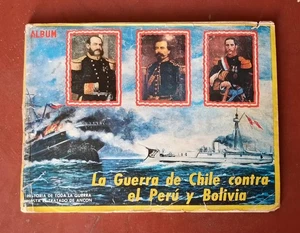 ALBUM
La Guerra de Chile contra
el Perú y Bolivia
HISTORIA DE TODA LA GUERRA
HASTA EL TRATADO DE ANCON